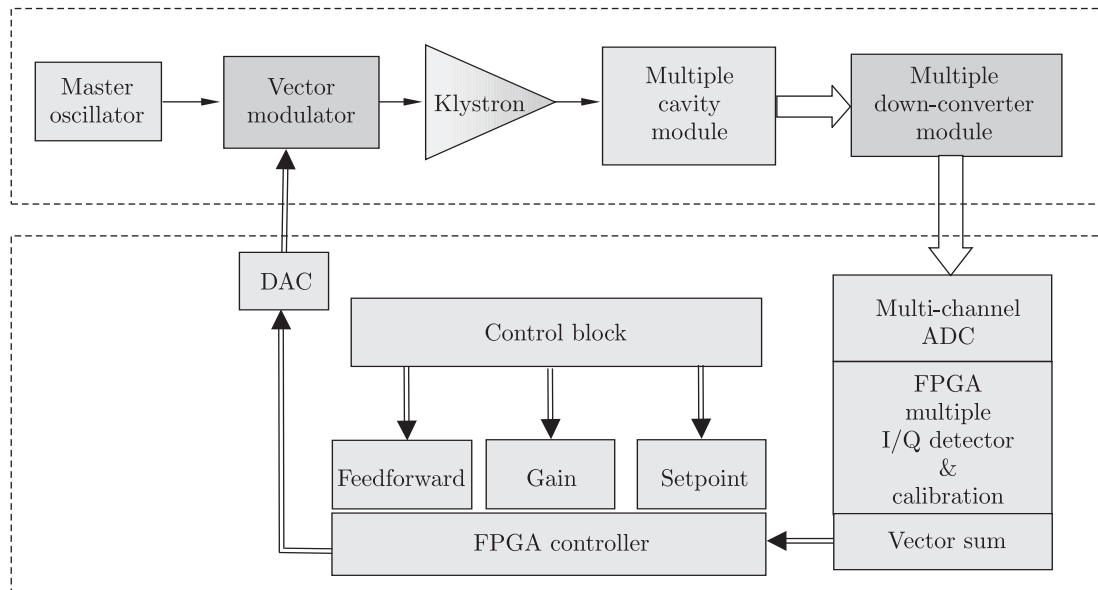 Master
oscillator
Vector
modulator
Klystron
Multiple
cavity
module
Multiple
down-converter
module
DAC
Control block
Feedforward
Gain
Setpoint
FPGA controller
Multi-channel
ADC
FPGA
multiple
I/Q detector
&
calibration
Vector sum